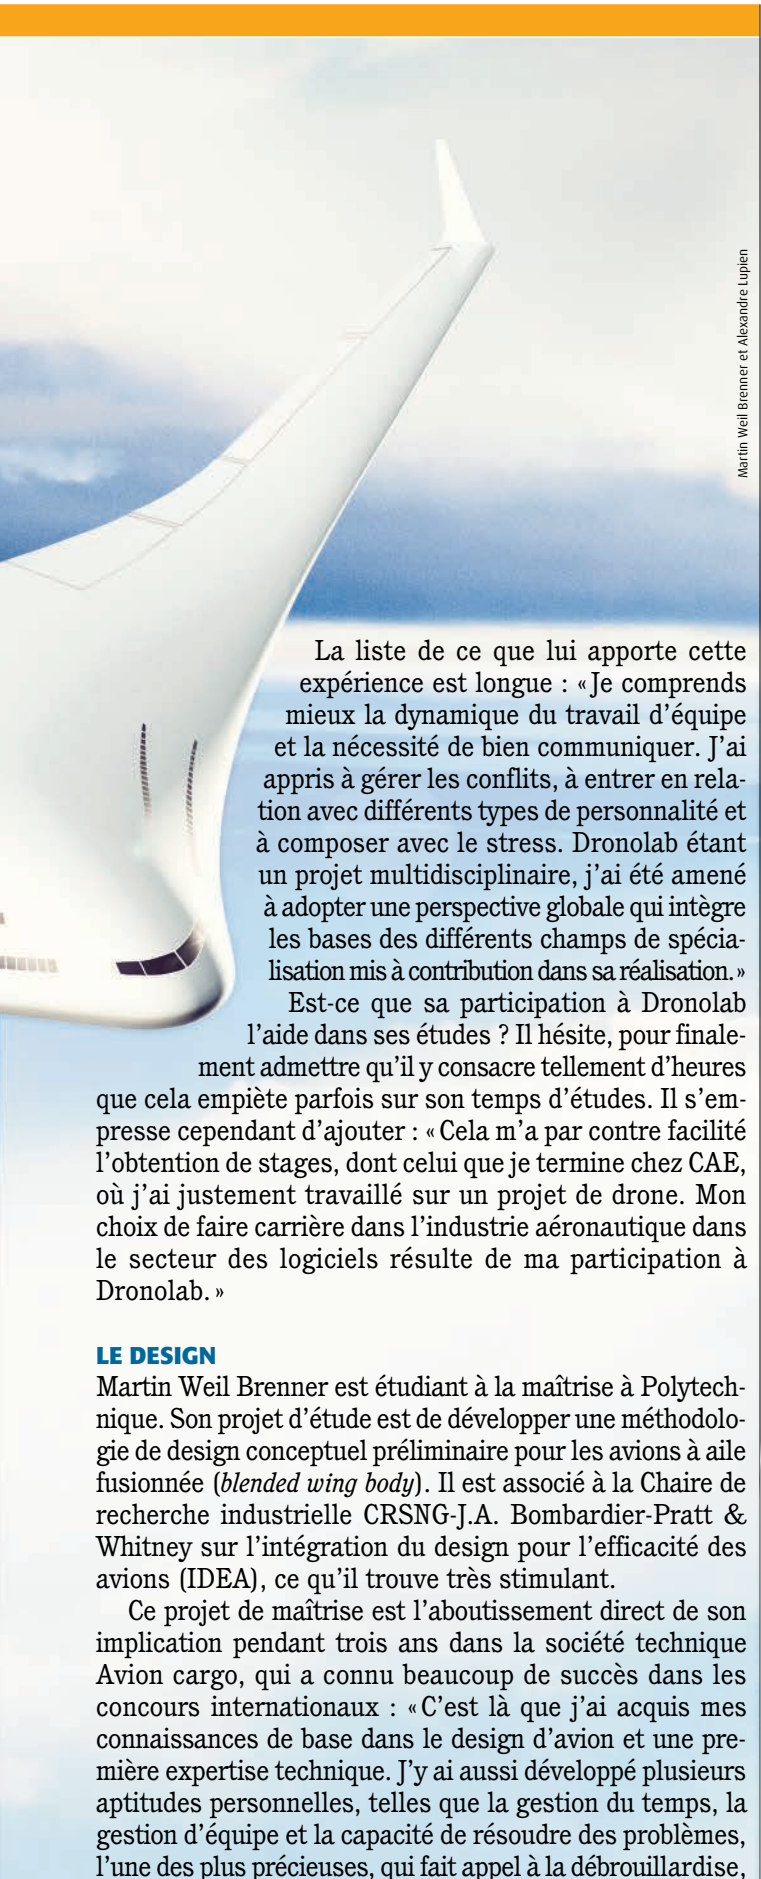 Martin Weil Brenner et Alexandre Lupien
La liste de ce que lui apporte cette
expérience est longue : «Je comprends
mieux la dynamique du travail d'équipe
et la nécessité de bien communiquer. J'ai
appris à gérer les conflits, à entrer en rela-
tion avec différents types de personnalité et
à composer avec le stress. Dronolab étant
un projet multidisciplinaire, j'ai été amené
à adopter une perspective globale qui intègre
les bases des différents champs de spécia-
lisation mis à contribution dans sa réalisation.»
Est-ce que sa participation à Dronolab
l'aide dans ses études ? Il hésite, pour finale-
ment admettre qu'il y consacre tellement d'heures
que cela empiète parfois sur son temps d'études. Il s'em-
presse cependant d'ajouter : «Cela m'a par contre facilité
l'obtention de stages, dont celui que je termine chez CAE,
où j'ai justement travaillé sur un projet de drone. Mon
choix de faire carrière dans l'industrie aéronautique dans
le secteur des logiciels résulte de ma participation à
Dronolab.»
LE DESIGN
Martin Weil Brenner est étudiant à la maîtrise à Polytech-
nique. Son projet d'étude est de développer une méthodolo-
gie de design conceptuel préliminaire pour les avions à aile
fusionnée (blended wing body). Il est associé à la Chaire de
recherche industrielle CRSNG-J.A. Bombardier-Pratt &
Whitney sur l'intégration du design pour l'efficacité des
avions (IDEA), ce qu'il trouve très stimulant.
Ce projet de maîtrise est l'aboutissement direct de son
implication pendant trois ans dans la société technique
Avion cargo, qui a connu beaucoup de succès dans les
concours internationaux : «C'est là que j'ai acquis mes
connaissances de base dans le design d'avion et une pre-
mière expertise technique. J'y ai aussi développé plusieurs
aptitudes personnelles, telles que la gestion du temps, la
gestion d'équipe et la capacité de résoudre des problèmes,
l'une des plus précieuses, qui fait appel à la débrouillardise,